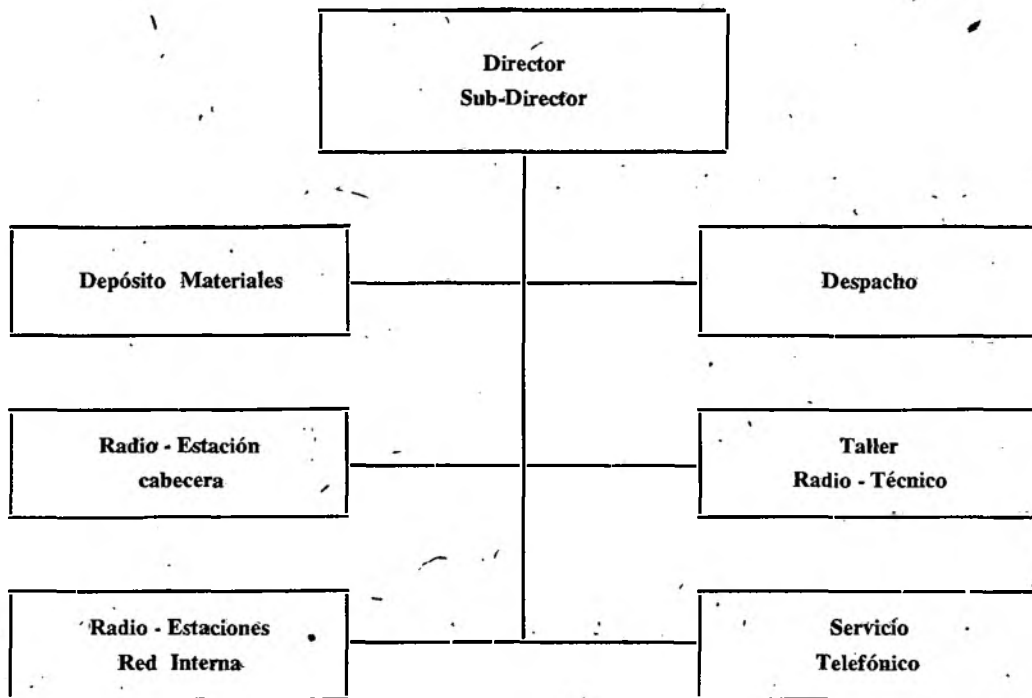 Director
Sub-Director
Depósito Materiales
Despacho
Radio - Estación
cabecera
Taller
Radio - Técnico
Radio - Estaciones
Red Interna
Servicio
Telefónico